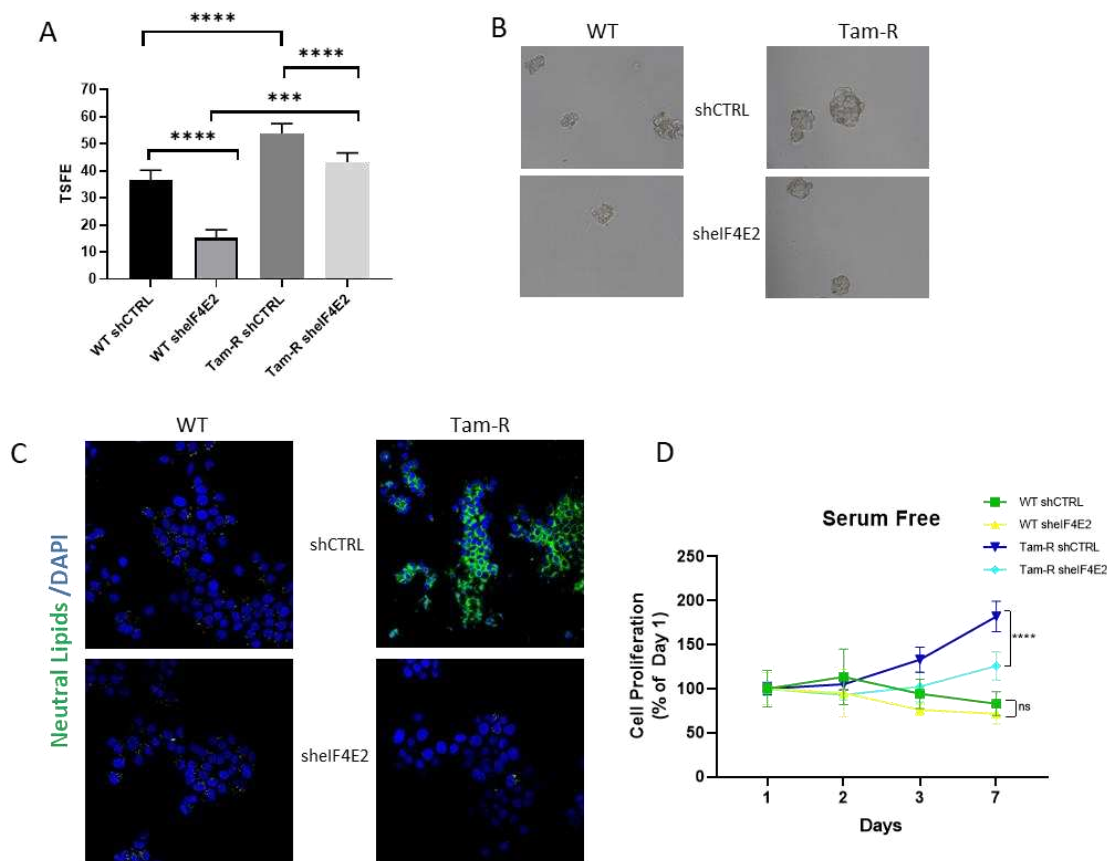 A
****
****
***
****
TSFE
70
60
50
40
30
20
10
0
WT shCTRL
WT sheIF4E2
Tam-R shCTRL
Tam-R sheIF4E2
B
WT
Tam-R
shCTRL
sheIF4E2
C
WT
Tam-R
Neutral Lipids /DAPI
shCTRL
sheIF4E2
D
WT shCTRL
WT sheIF4E2
Tam-R shCTRL
Tam-R sheIF4E2
Serum Free
Cell Proliferation
(% of Day 1)
250
200
150
100
50
0
****
ns
1 2 3 7
Days